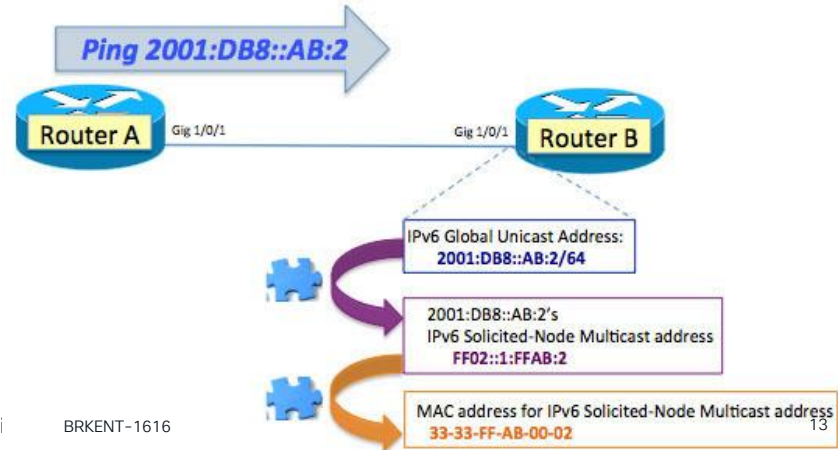 Ping 2001:DB8::AB:2
Router A
Gig 1/0/1
Gig 1/0/1
Router B
IPv6 Global Unicast Address:
2001:DB8::AB:2/64
2001:DB8::AB:2's
IPv6 Solicited-Node Multicast address
FF02::1:FFAB:2
MAC address for IPv6 Solicited-Node Multicast address
33-33-FF-AB-00-02
BRKENT-1616
13